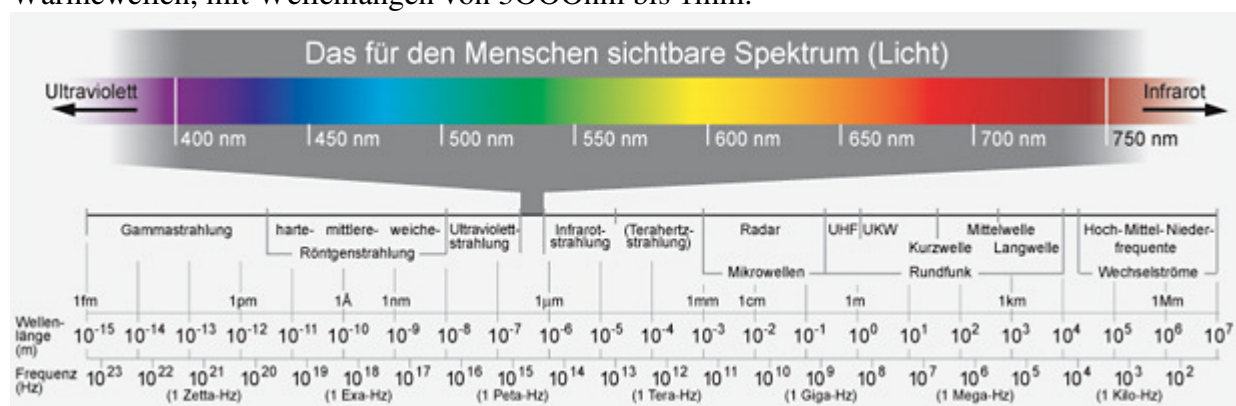 Wärmewellen, mit Wellenlängen von 3000nm bis 1mm.
Das für den Menschen sichtbare Spektrum (Licht)
Ultraviolett
Infrarot
400 nm 450 nm 500 nm 550 nm 600 nm 650 nm 700 nm 750 nm
Gammastrahlung harte- mittlere- weiche- Ultraviolett- Infrarot- (Terahertz- Radar UHF UKW Mittelwelle Hoch- Mittel- Nieder-
strahlung strahlung strahlung) Kurzwelle Langwelle frequente
Röntgenstrahlung Mikrowellen Rundfunk Wechselströme
1fm 1pm 1Å 1nm 1µm 1mm 1cm 1m 1km 1Mm
Wellen-
länge
(m)
10⁻¹⁵ 10⁻¹⁴ 10⁻¹³ 10⁻¹² 10⁻¹¹ 10⁻¹⁰ 10⁻⁹ 10⁻⁸ 10⁻⁷ 10⁻⁶ 10⁻⁵ 10⁻⁴ 10⁻³ 10⁻² 10⁻¹ 10⁰ 10¹ 10² 10³ 10⁴ 10⁵ 10⁶ 10⁷
Frequenz
(Hz)
10²³ 10²² 10²¹ 10²⁰ 10¹⁹ 10¹⁸ 10¹⁷ 10¹⁶ 10¹⁵ 10¹⁴ 10¹³ 10¹² 10¹¹ 10¹⁰ 10⁹ 10⁸ 10⁷ 10⁶ 10⁵ 10⁴ 10³ 10²
(1 Zetta-Hz) (1 Exa-Hz) (1 Peta-Hz) (1 Tera-Hz) (1 Giga-Hz) (1 Mega-Hz) (1 Kilo-Hz)